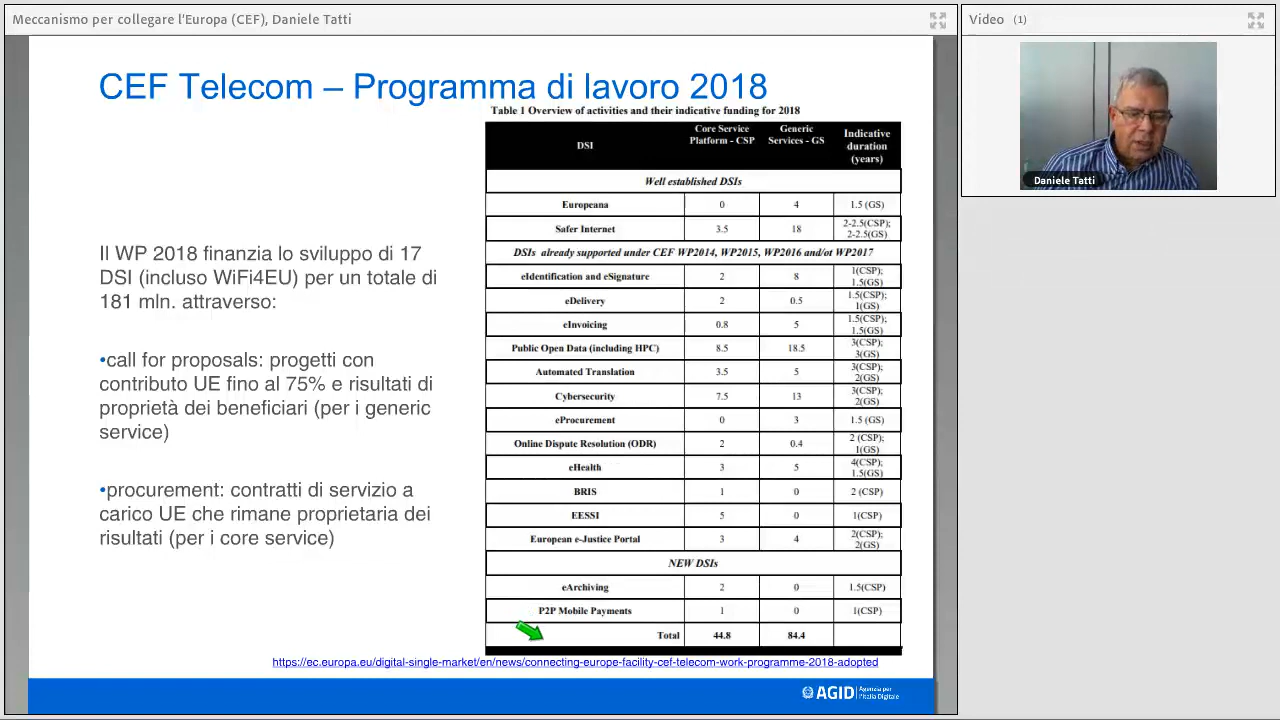 Meccanismo per collegare l'Europa (CEF), Daniele Tatti
Video (1)
Daniele Tatti
CEF Telecom – Programma di lavoro 2018
Il WP 2018 finanzia lo sviluppo di 17
DSI (incluso WiFi4EU) per un totale di
181 mln. attraverso:
•call for proposals: progetti con
contributo UE fino al 75% e risultati di
proprietà dei beneficiari (per i generic
service)
•procurement: contratti di servizio a
carico UE che rimane proprietaria dei
risultati (per i core service)
Table 1 Overview of activities and their indicative funding for 2018
DSI Core Service Platform - CSP Generic Services - GS Indicative duration (years)
Well established DSIs
Europeana 0 4 1.5 (GS)
Safer Internet 3.5 18 2-2.5(CSP); 2-2.5(GS)
DSIs already supported under CEF WP2014, WP2015, WP2016 and/ot WP2017
eIdentification and eSignature 2 8 1(CSP); 1.5(GS)
eDelivery 2 0.5 1.5(CSP); 1(GS)
eInvoicing 0.8 5 1.5(CSP); 1.5(GS)
Public Open Data (including HPC) 8.5 18.5 3(CSP); 3(GS)
Automated Translation 3.5 5 3(CSP); 2(GS)
Cybersecurity 7.5 13 3(CSP); 2(GS)
eProcurement 0 3 1.5 (GS)
Online Dispute Resolution (ODR) 2 0.4 2 (CSP); 1(GS)
eHealth 3 5 4(CSP); 1.5(GS)
BRIS 1 0 2 (CSP)
EESSI 5 0 1(CSP)
European e-Justice Portal 3 4 2(CSP); 2(GS)
NEW DSIs
eArchiving 2 0 1.5(CSP)
P2P Mobile Payments 1 0 1(CSP)
Total 44.8 84.4
https://ec.europa.eu/digital-single-market/en/news/connecting-europe-facility-cef-telecom-work-programme-2018-adopted
AGID Agenzia per
l'Italia Digitale